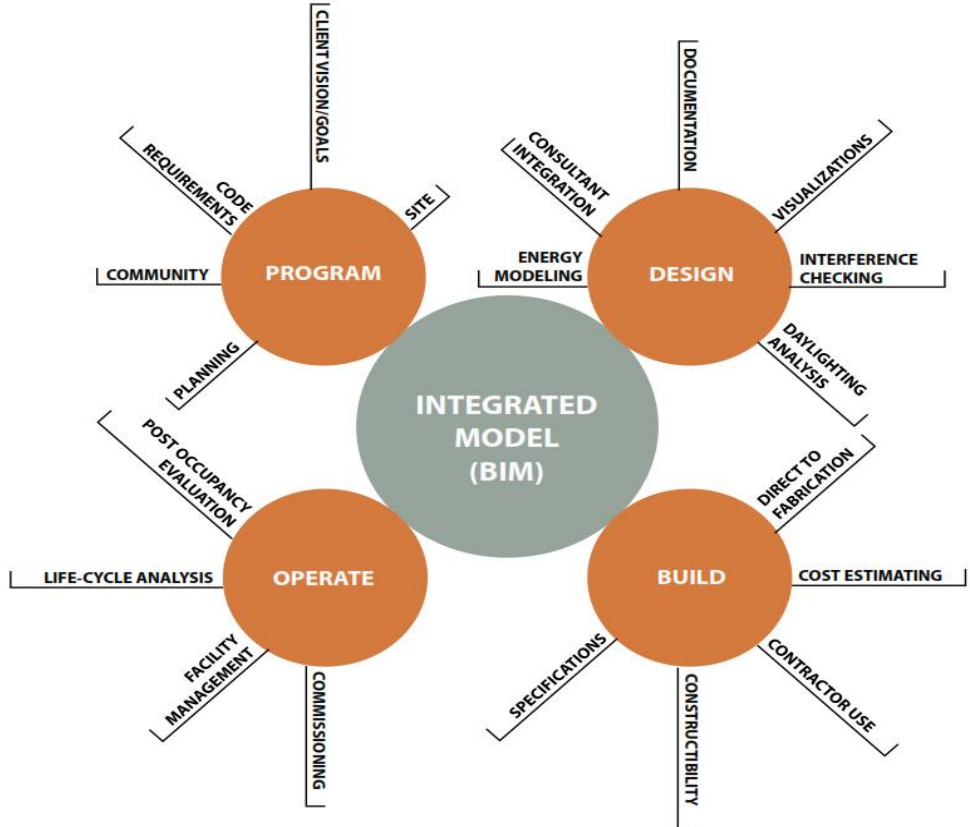 CLIENT VISION/GOALS
CODE
REQUIREMENTS
SITE
COMMUNITY
PROGRAM
PLANNING
DOCUMENTATION
CONSULTANT
INTEGRATION
VISUALIZATIONS
ENERGY
MODELING
DESIGN
INTERFERENCE
CHECKING
DAYLIGHTING
ANALYSIS
INTEGRATED
MODEL
(BIM)
POST OCCUPANCY
EVALUATION
LIFE-CYCLE ANALYSIS
OPERATE
FACILITY
MANAGEMENT
COMMISSIONING
DIRECT TO
FABRICATION
BUILD
COST ESTIMATING
SPECIFICATIONS
CONTRACTOR USE
CONSTRUCTIBILITY